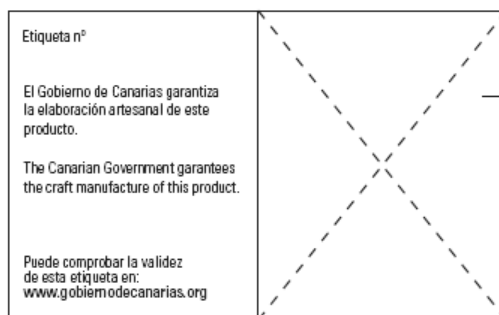 Etiqueta nº
El Gobierno de Canarias garantiza
la elaboración artesanal de este
producto.
The Canarian Government garantees
the craft manufacture of this product.
Puede comprobar la validez
de esta etiqueta en:
www.gobiernodecanarias.org